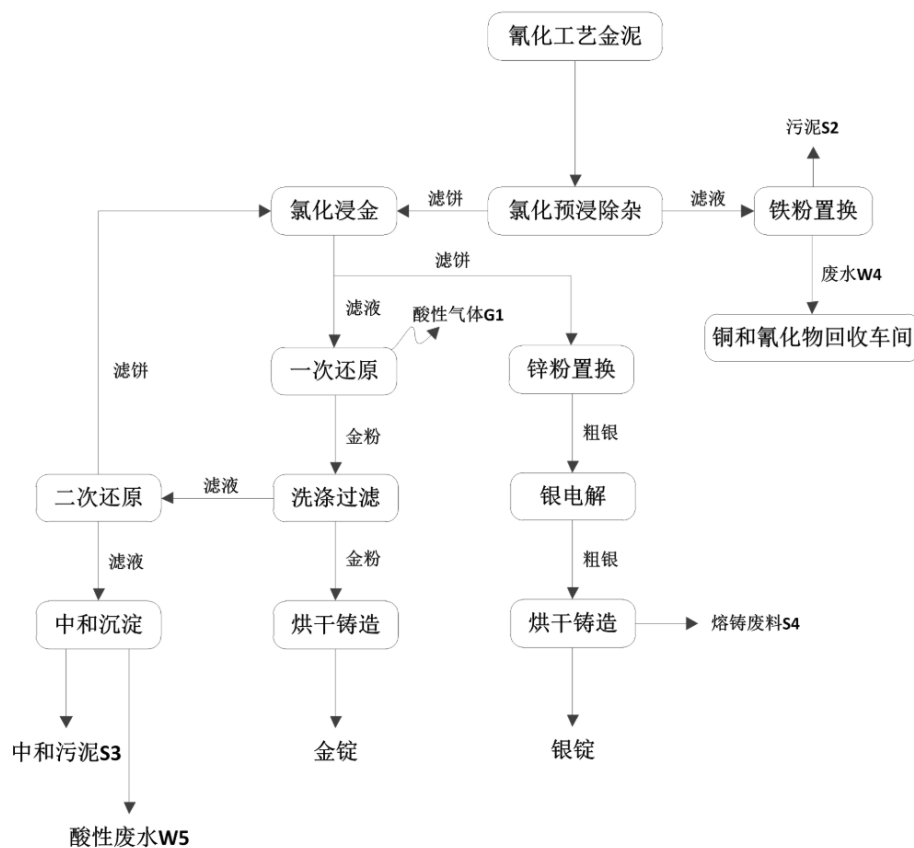 氰化工艺金泥
污泥S2
氯化浸金
滤饼
氯化预浸除杂
滤液
铁粉置换
滤饼
废水W4
滤液
酸性气体G1
铜和氰化物回收车间
滤饼
一次还原
锌粉置换
金粉
粗银
二次还原
滤液
洗涤过滤
银电解
滤液
金粉
粗银
中和沉淀
烘干铸造
烘干铸造
熔铸废料S4
中和污泥S3
金锭
银锭
酸性废水W5